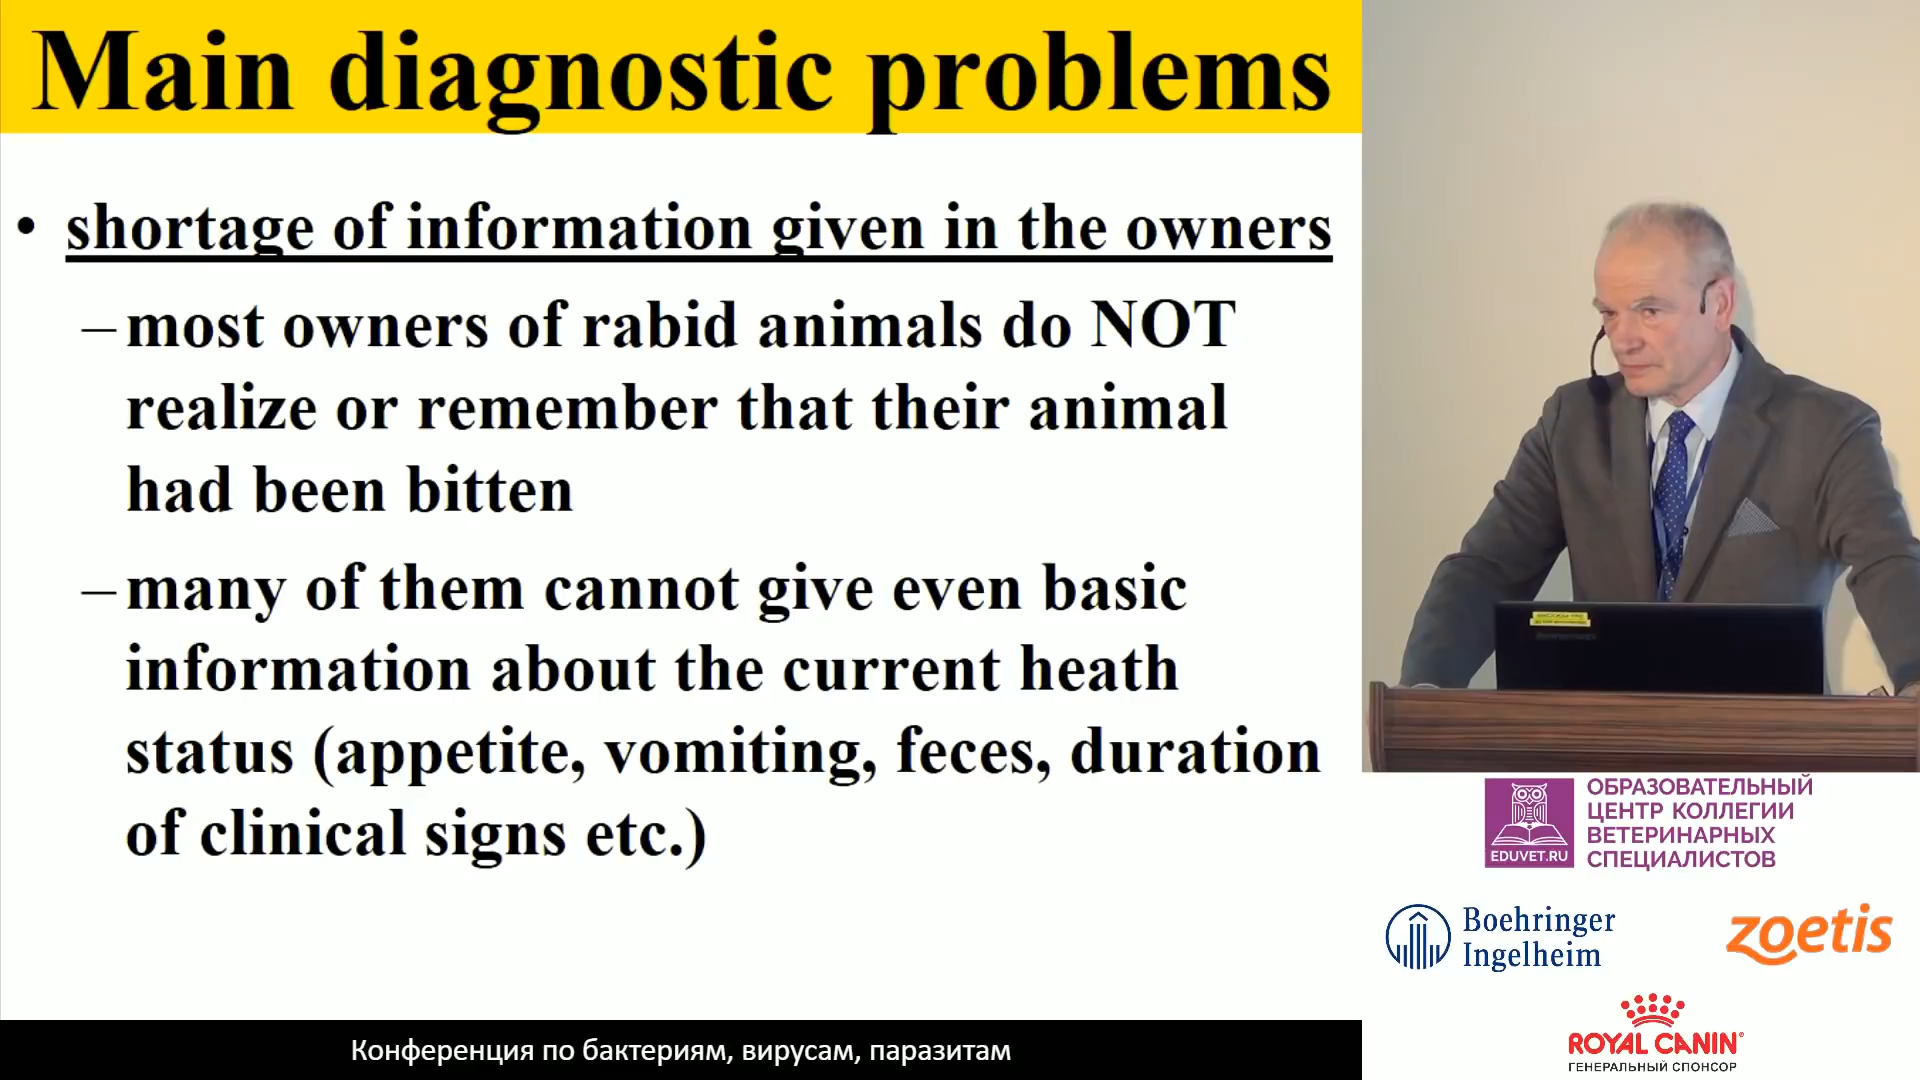 Main diagnostic problems
• shortage of information given in the owners
– most owners of rabid animals do NOT
realize or remember that their animal
had been bitten
– many of them cannot give even basic
information about the current heath
status (appetite, vomiting, feces, duration
of clinical signs etc.)
EDUVET.RU
ОБРАЗОВАТЕЛЬНЫЙ
ЦЕНТР КОЛЛЕГИИ
ВЕТЕРИНАРНЫХ
СПЕЦИАЛИСТОВ
Boehringer
Ingelheim
zoetis
ROYAL CANIN
ГЕНЕРАЛЬНЫЙ СПОНСОР
Конференция по бактериям, вирусам, паразитам